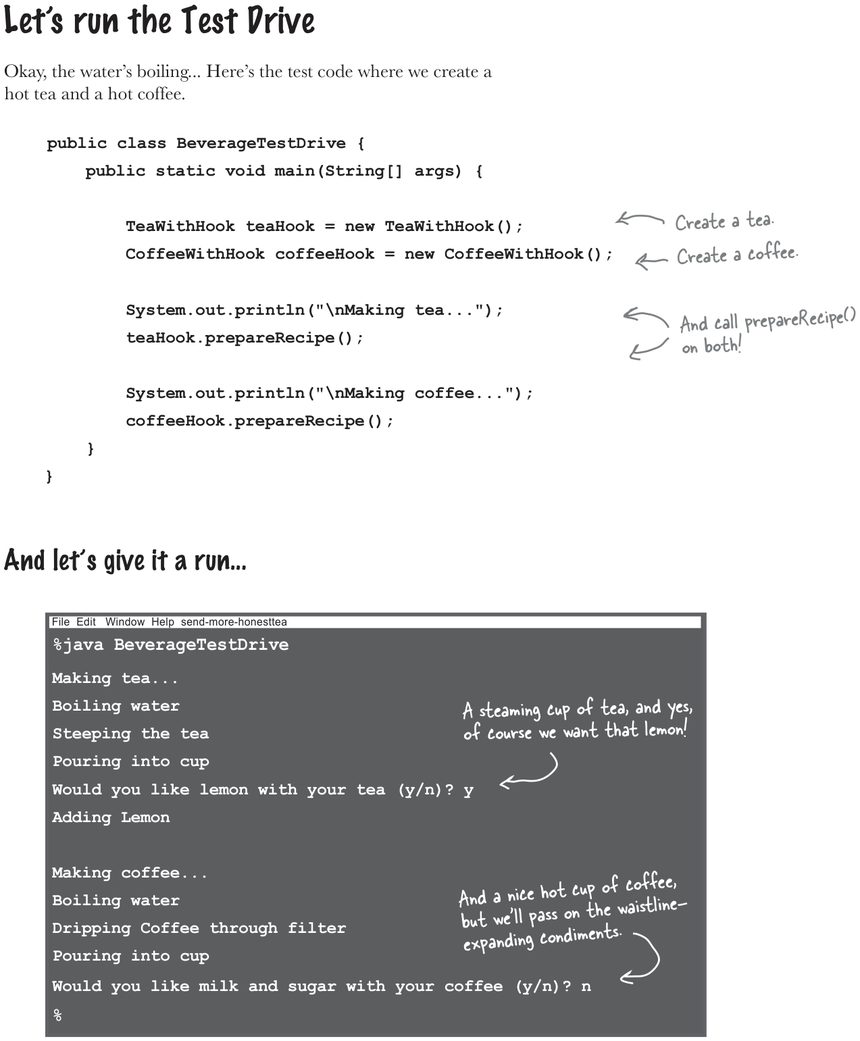 Let's run the Test Drive
Okay, the water's boiling... Here's the test code where we create a
hot tea and a hot coffee.
public class BeverageTestDrive {
public static void main(String[] args) {
TeaWithHook teaHook = new TeaWithHook();
Create a tea.
CoffeeWithHook coffeeHook = new CoffeeWithHook();
Create a coffee.
System.out.println("\nMaking tea...");
teaHook.prepareRecipe();
And call prepareRecipe()
on both!
System.out.println("\nMaking coffee...");
coffeeHook.prepareRecipe();
}
}
And let's give it a run...
File Edit Window Help send-more-honesttea
%java BeverageTestDrive
Making tea...
Boiling water
Steeping the tea
Pouring into cup
A steaming cup of tea, and yes,
of course we want that lemon!
Would you like lemon with your tea (y/n)? y
Adding Lemon
Making coffee...
Boiling water
Dripping Coffee through filter
Pouring into cup
And a nice hot cup of coffee,
but we'll pass on the waistline-
expanding condiments.
Would you like milk and sugar with your coffee (y/n)? n
%